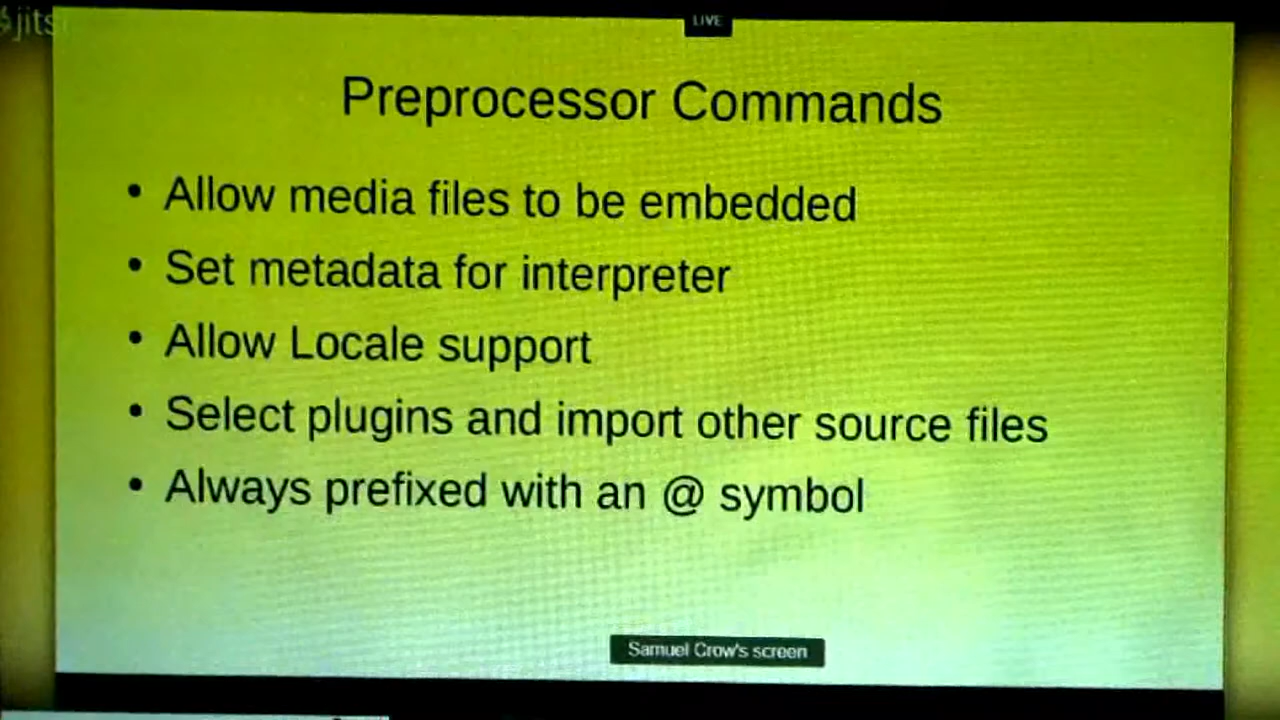 jits
LIVE
Preprocessor Commands
• Allow media files to be embedded
• Set metadata for interpreter
• Allow Locale support
• Select plugins and import other source files
• Always prefixed with an @ symbol
Samuel Crow's screen